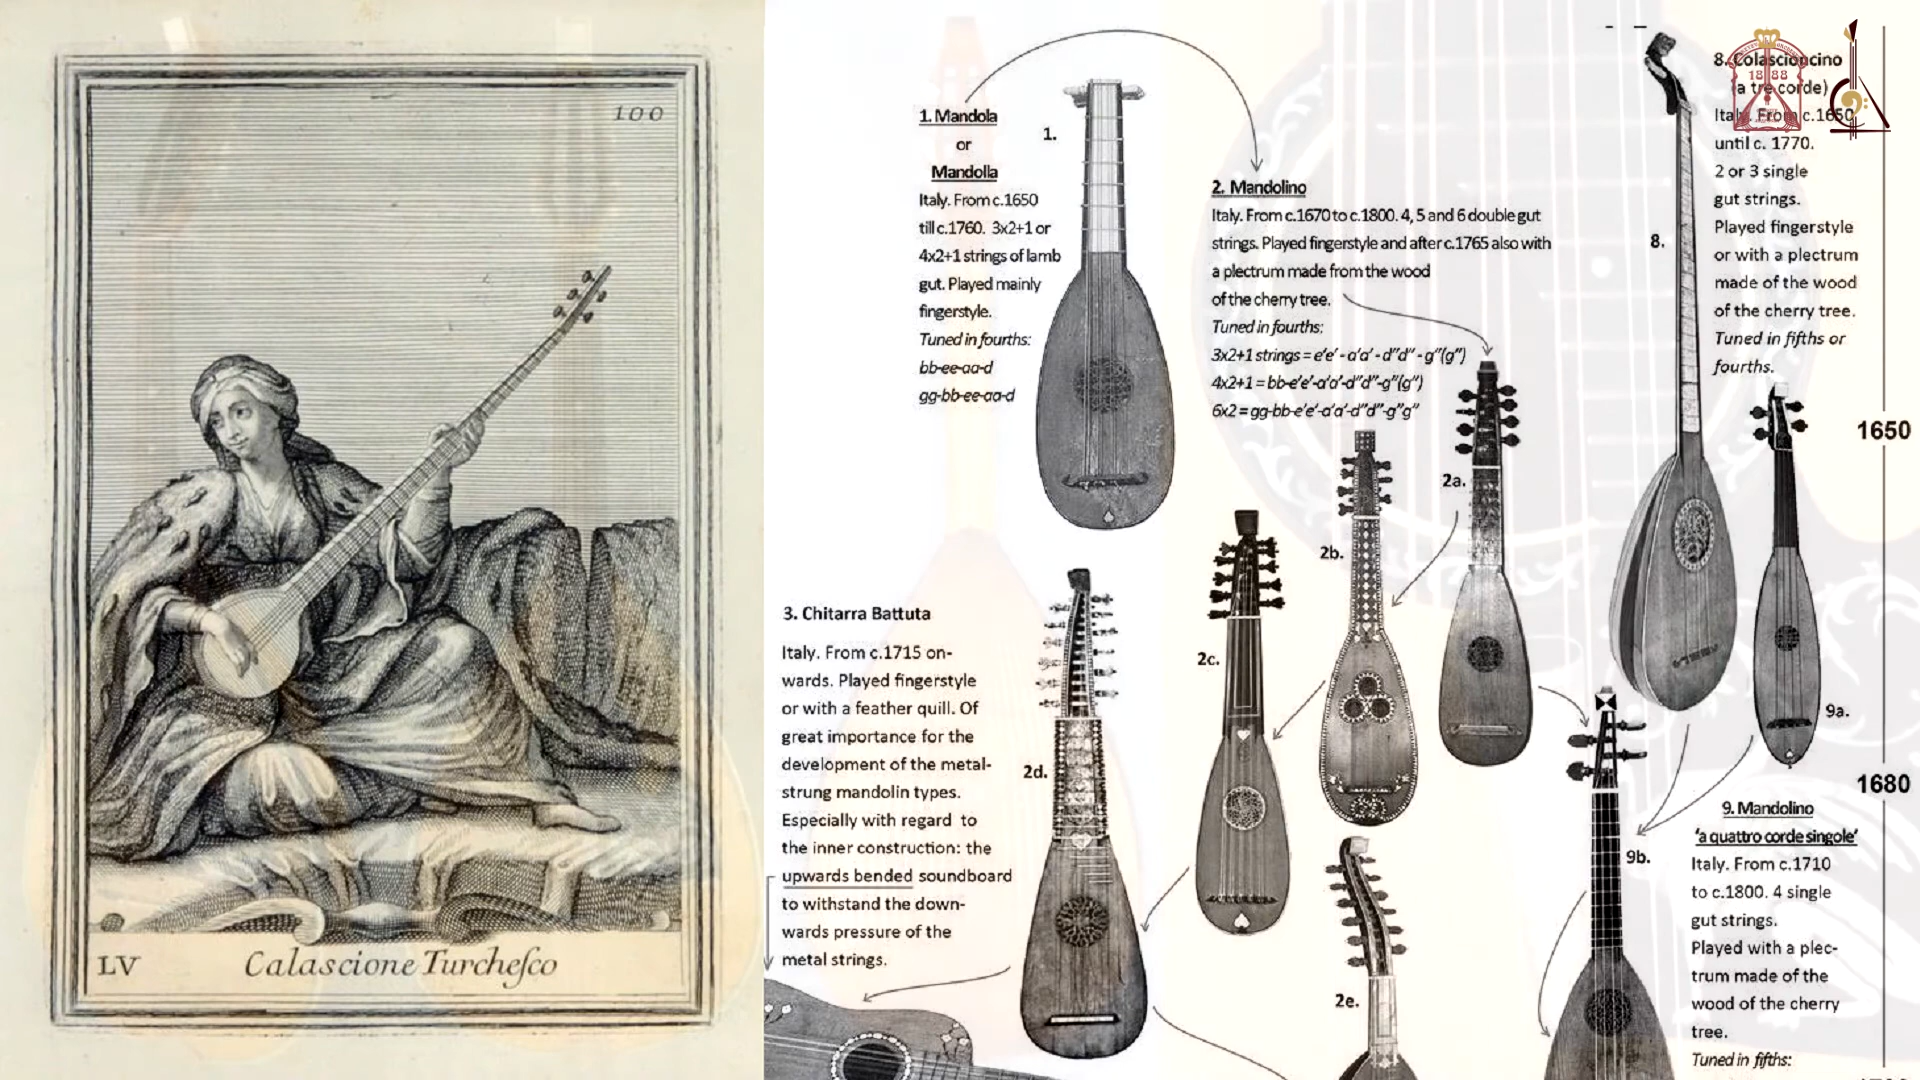 100
LV
Calascione Turchesco
1. Mandola
or
Mandolla
Italy. From c.1650
till c.1760. 3x2+1 or
4x2+1 strings of lamb
gut. Played mainly
fingerstyle.
Tuned in fourths:
bb-ee-aa-d
gg-bb-ee-aa-d
1.
2. Mandolino
Italy. From c.1670 to c.1800. 4, 5 and 6 double gut
strings. Played fingerstyle and after c.1765 also with
a plectrum made from the wood
of the cherry tree.
Tuned in fourths:
3x2+1 strings = e'e' - a'a' - d"d" - g"(g")
4x2+1 = bb-e'e'-a'a'-d"d"-g"(g")
6x2 = gg-bb-e'e'-a'a'-d"d"-g"g"
2a.
2b.
2c.
2d.
2e.
3. Chitarra Battuta
Italy. From c.1715 on-
wards. Played fingerstyle
or with a feather quill. Of
great importance for the
development of the metal-
strung mandolin types.
Especially with regard to
the inner construction: the
upwards bended soundboard
to withstand the down-
wards pressure of the
metal strings.
8. Colascioncino
(a tre corde)
Italy. From c.1650
until c. 1770.
2 or 3 single
gut strings.
Played fingerstyle
or with a plectrum
made of the wood
of the cherry tree.
Tuned in fifths or
fourths.
8.
1888
1650
9a.
1680
9. Mandolino
'a quattro corde singole'
9b.
Italy. From c.1710
to c.1800. 4 single
gut strings.
Played with a plec-
trum made of the
wood of the cherry
tree.
Tuned in fifths: